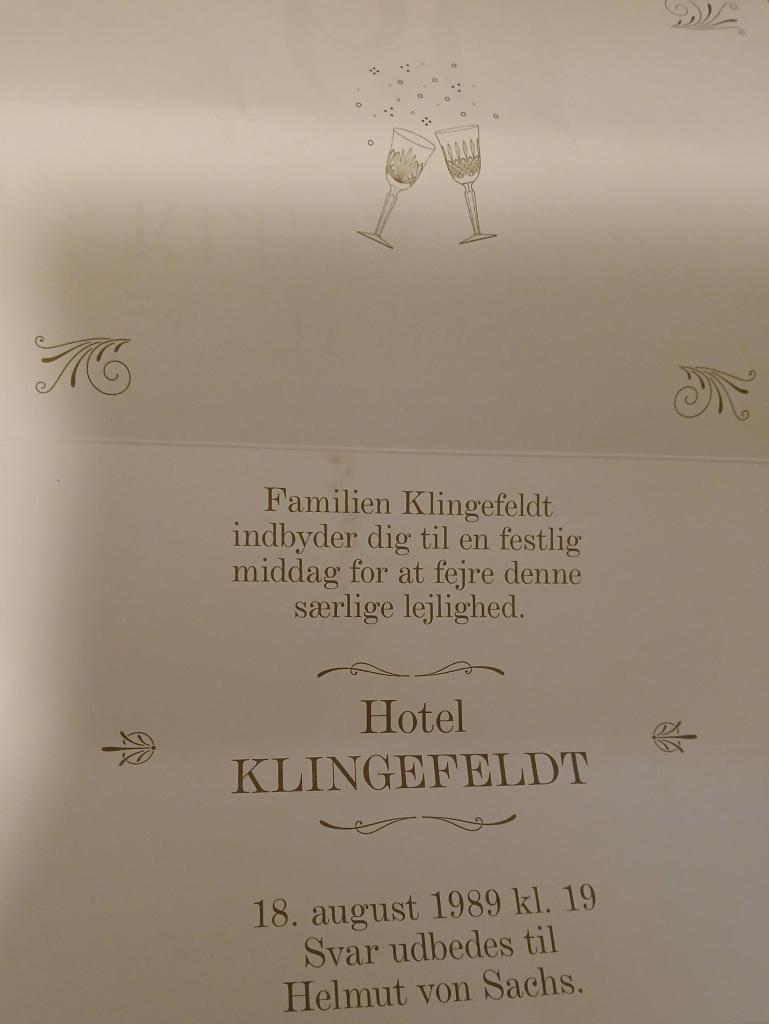 Familien Klingefeldt
indbyder dig til en festlig
middag for at fejre denne
særlige lejlighed.
Hotel
KLINGEFELDT
18. august 1989 kl. 19
Svar udbedes til
Helmut von Sachs.